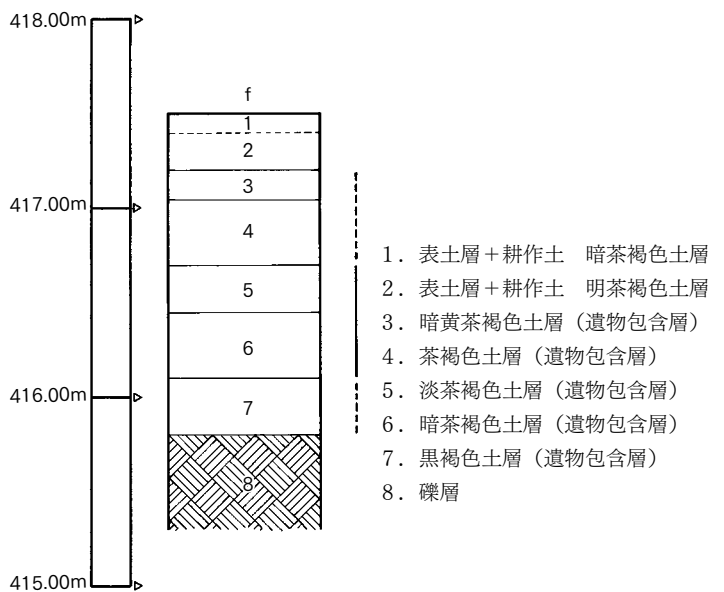 418.00m
417.00m
416.00m
415.00m
f
1
2
3
4
5
6
7
8
1．表土層＋耕作土　暗茶褐色土層
2．表土層＋耕作土　明茶褐色土層
3．暗黄茶褐色土層（遺物包含層）
4．茶褐色土層（遺物包含層）
5．淡茶褐色土層（遺物包含層）
6．暗茶褐色土層（遺物包含層）
7．黒褐色土層（遺物包含層）
8．礫層